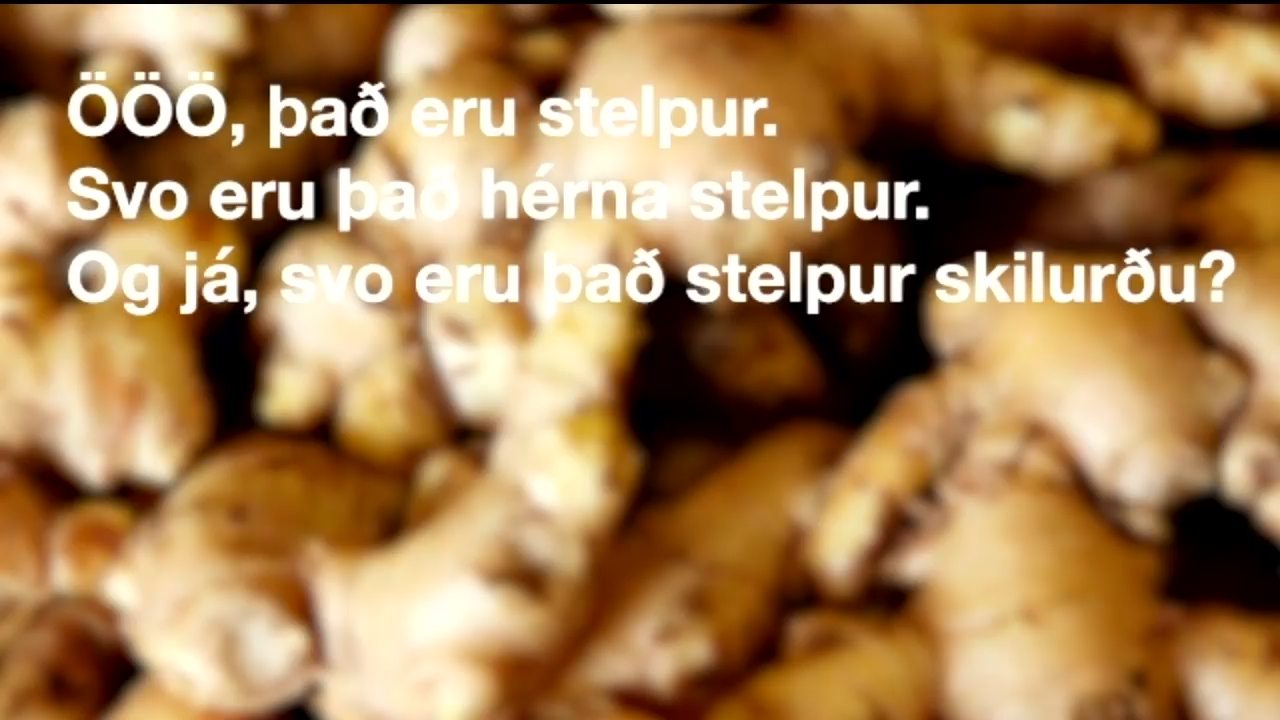 ÖÖÖ, það eru stelpur.
Svo eru það hérna stelpur.
Og já, svo eru það stelpur skilurðu?